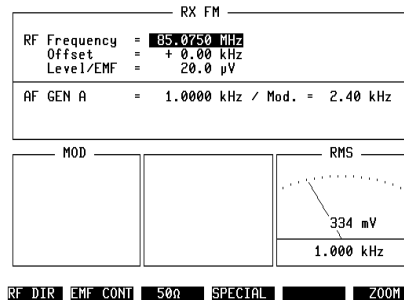 RX FM
RF Frequency = 85.0750 MHz
Offset = + 0.00 kHz
Level/EMF = 20.0 µV
AF GEN A = 1.0000 kHz / Mod. = 2.40 kHz
MOD RMS
334 mV
1.000 kHz
RF DIR EMF CONT 50Ω SPECIAL ZOOM